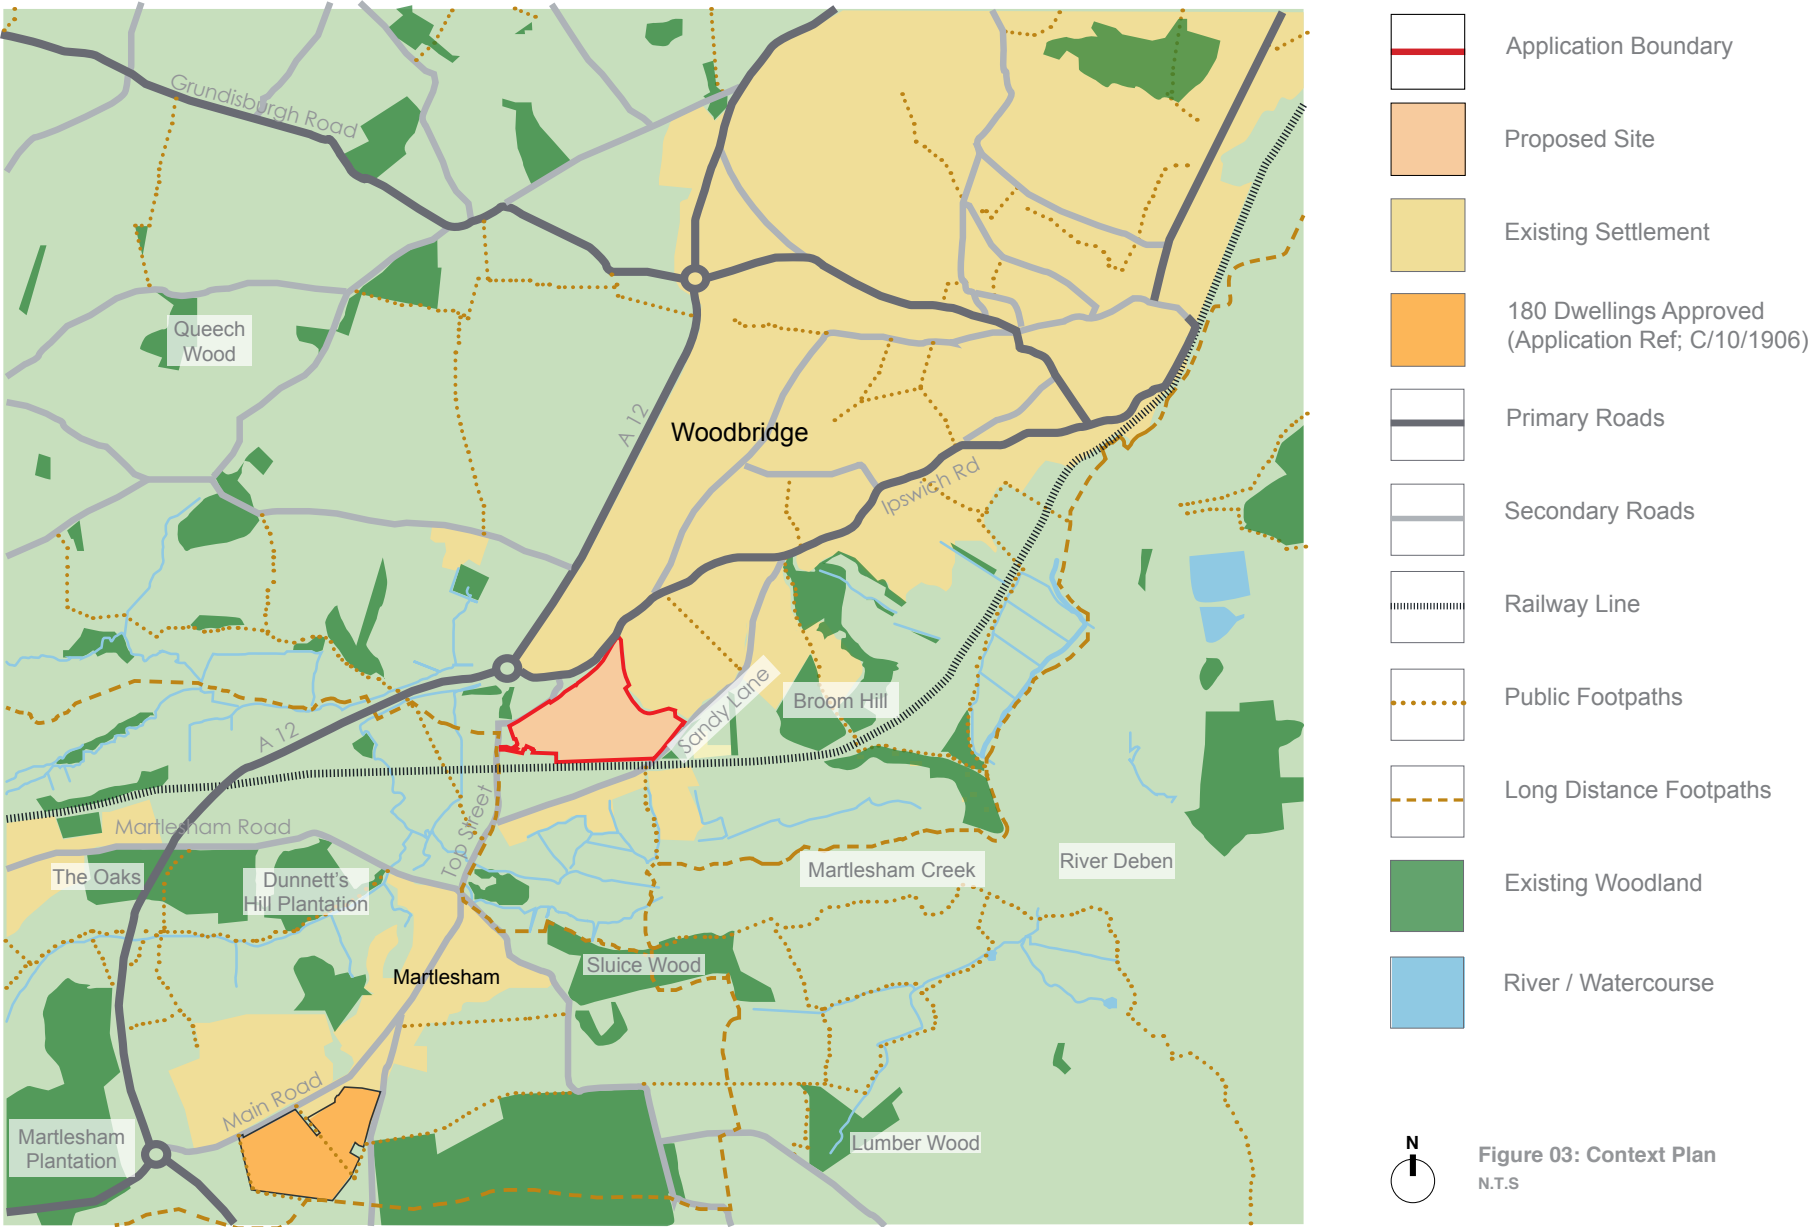 Grundisburgh Road
Queech
Wood
A 12
Woodbridge
Ipswich Rd
Sandy Lane
Broom Hill
A 12
Martlesham Road
Top Street
The Oaks
Dunnett's
Hill Plantation
Martlesham Creek
River Deben
Martlesham
Sluice Wood
Main Road
Martlesham
Plantation
Lumber Wood
Application Boundary
Proposed Site
Existing Settlement
180 Dwellings Approved
(Application Ref; C/10/1906)
Primary Roads
Secondary Roads
Railway Line
Public Footpaths
Long Distance Footpaths
Existing Woodland
River / Watercourse
N
Figure 03: Context Plan
N.T.S